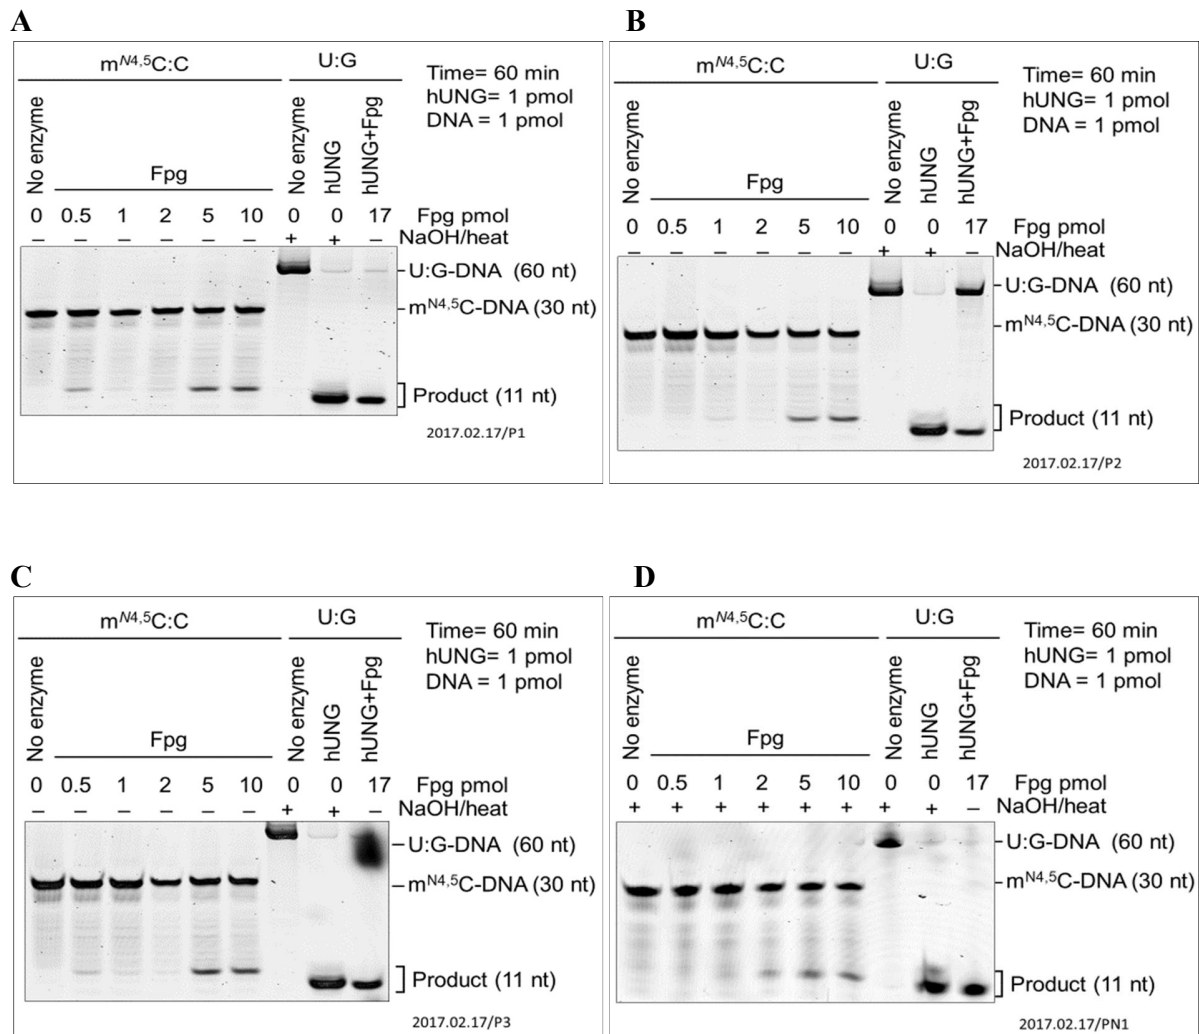 A
m^N4,5C:C U:G
Time= 60 min
hUNG= 1 pmol
DNA = 1 pmol
No enzyme
Fpg
No enzyme
hUNG
hUNG+Fpg
0 0.5 1 2 5 10 0 0 17 Fpg pmol
– – – – – – + + – NaOH/heat
U:G-DNA (60 nt)
m^N4,5C-DNA (30 nt)
Product (11 nt)
2017.02.17/P1
B
m^N4,5C:C U:G
Time= 60 min
hUNG= 1 pmol
DNA = 1 pmol
No enzyme
Fpg
No enzyme
hUNG
hUNG+Fpg
0 0.5 1 2 5 10 0 0 17 Fpg pmol
– – – – – – + + – NaOH/heat
U:G-DNA (60 nt)
m^N4,5C-DNA (30 nt)
Product (11 nt)
2017.02.17/P2
C
m^N4,5C:C U:G
Time= 60 min
hUNG= 1 pmol
DNA = 1 pmol
No enzyme
Fpg
No enzyme
hUNG
hUNG+Fpg
0 0.5 1 2 5 10 0 0 17 Fpg pmol
– – – – – – + + – NaOH/heat
U:G-DNA (60 nt)
m^N4,5C-DNA (30 nt)
Product (11 nt)
2017.02.17/P3
D
m^N4,5C:C U:G
Time= 60 min
hUNG= 1 pmol
DNA = 1 pmol
No enzyme
Fpg
No enzyme
hUNG
hUNG+Fpg
0 0.5 1 2 5 10 0 0 17 Fpg pmol
+ + + + + + + + – NaOH/heat
U:G-DNA (60 nt)
m^N4,5C-DNA (30 nt)
Product (11 nt)
2017.02.17/PN1